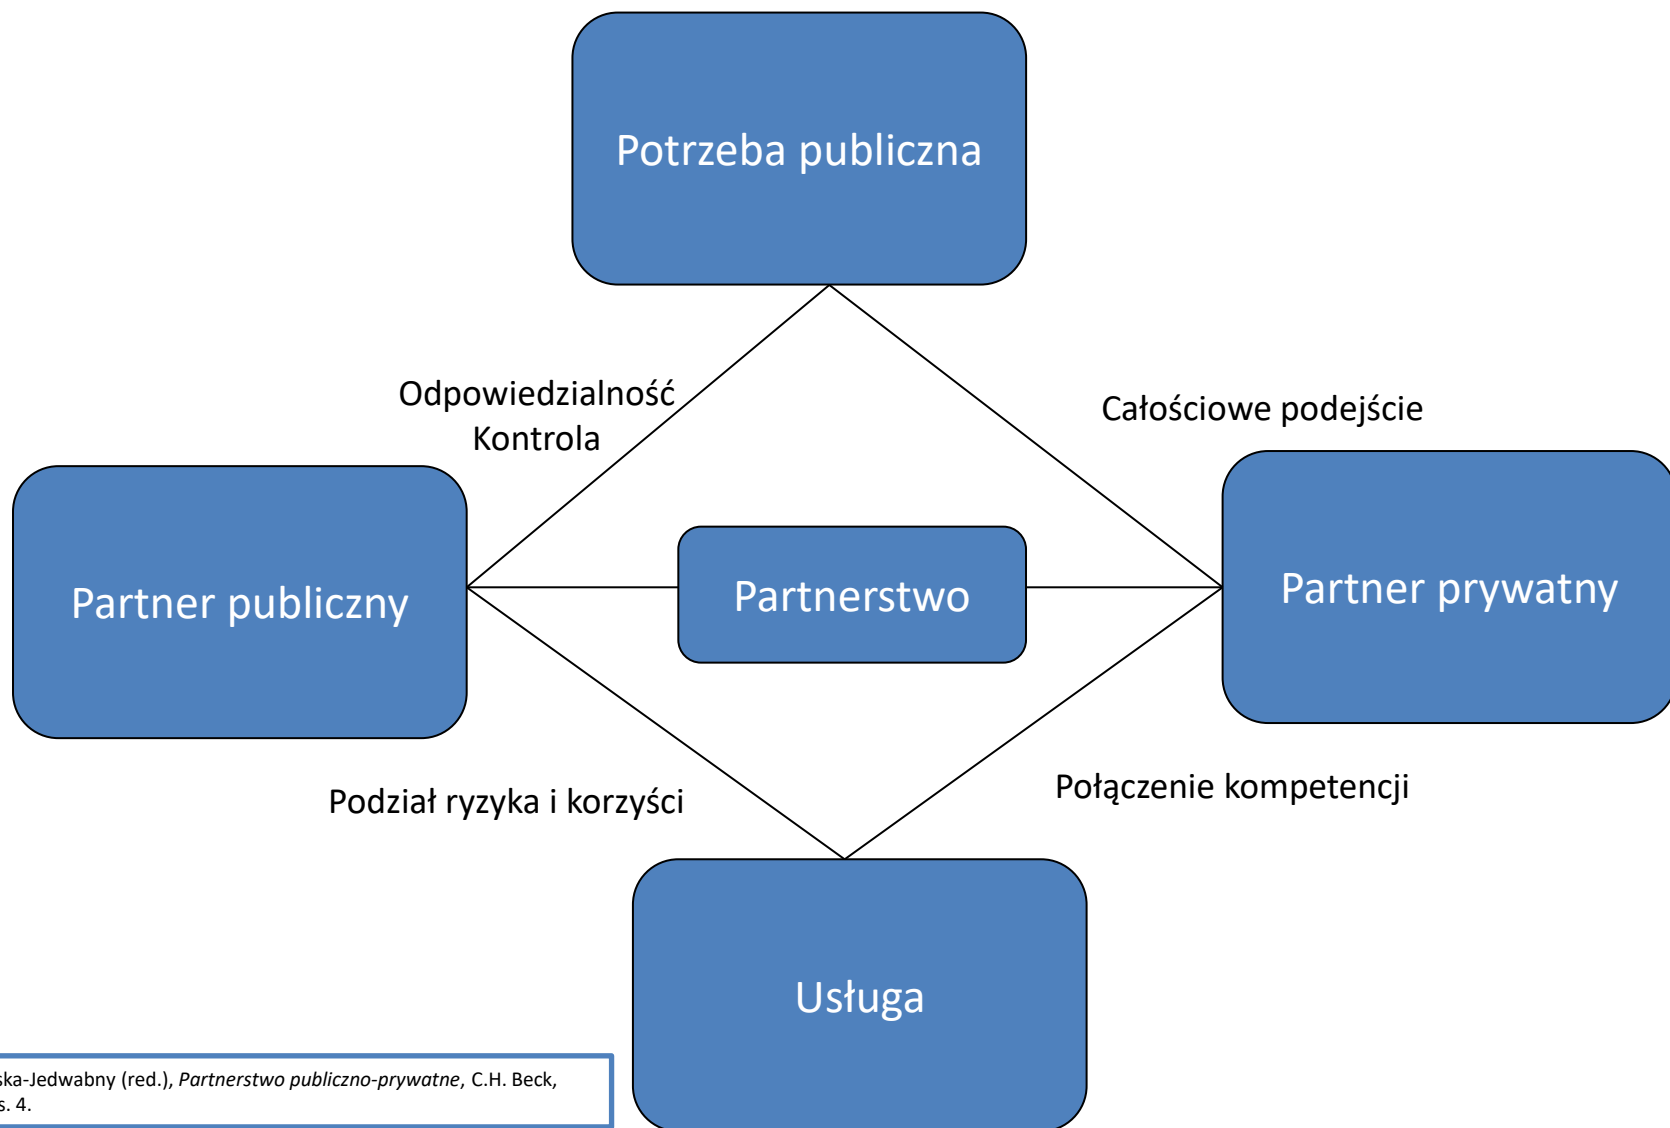 Potrzeba publiczna
Odpowiedzialność
Kontrola
Całościowe podejście
Partner publiczny
Partnerstwo
Partner prywatny
Podział ryzyka i korzyści
Połączenie kompetencji
Usługa
ska-Jedwabny (red.), Partnerstwo publiczno-prywatne, C.H. Beck,
s. 4.